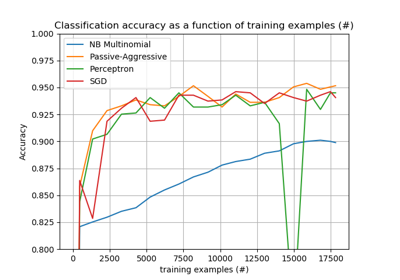 Classification accuracy as a function of training examples (#)
1.000
0.975
0.950
0.925
0.900
0.875
0.850
0.825
0.800
Accuracy
NB Multinomial
Passive-Aggressive
Perceptron
SGD
0 2500 5000 7500 10000 12500 15000 17500
training examples (#)